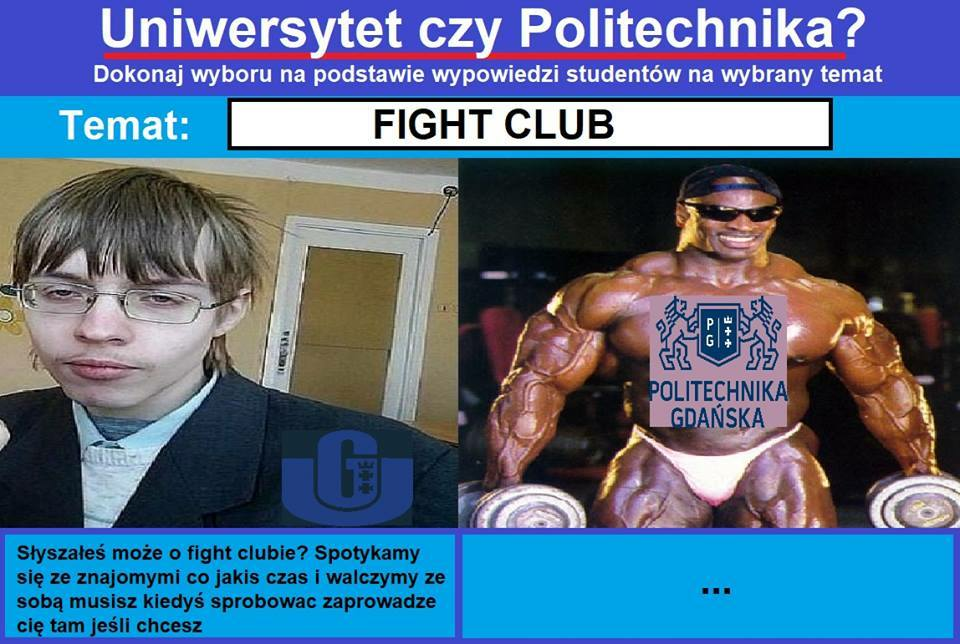 Uniwersytet czy Politechnika?
Dokonaj wyboru na podstawie wypowiedzi studentów na wybrany temat
Temat:
FIGHT CLUB
G
P G
POLITECHNIKA
GDAŃSKA
Słyszałeś może o fight clubie? Spotykamy
się ze znajomymi co jakis czas i walczymy ze
sobą musisz kiedyś sprobowac zaprowadze
cię tam jeśli chcesz
...